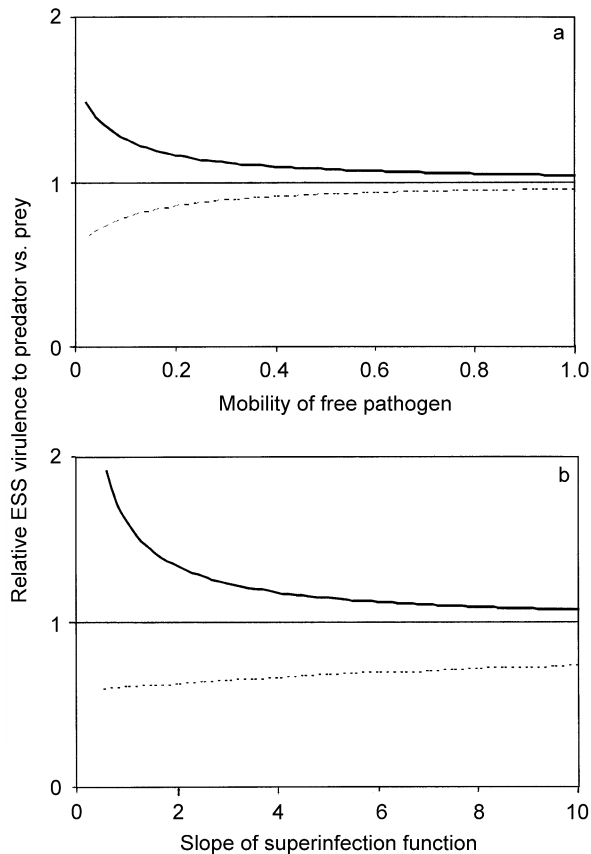 Relative ESS virulence to predator vs. prey
a
2
1
0
0 0.2 0.4 0.6 0.8 1.0
Mobility of free pathogen
b
2
1
0
0 2 4 6 8 10
Slope of superinfection function